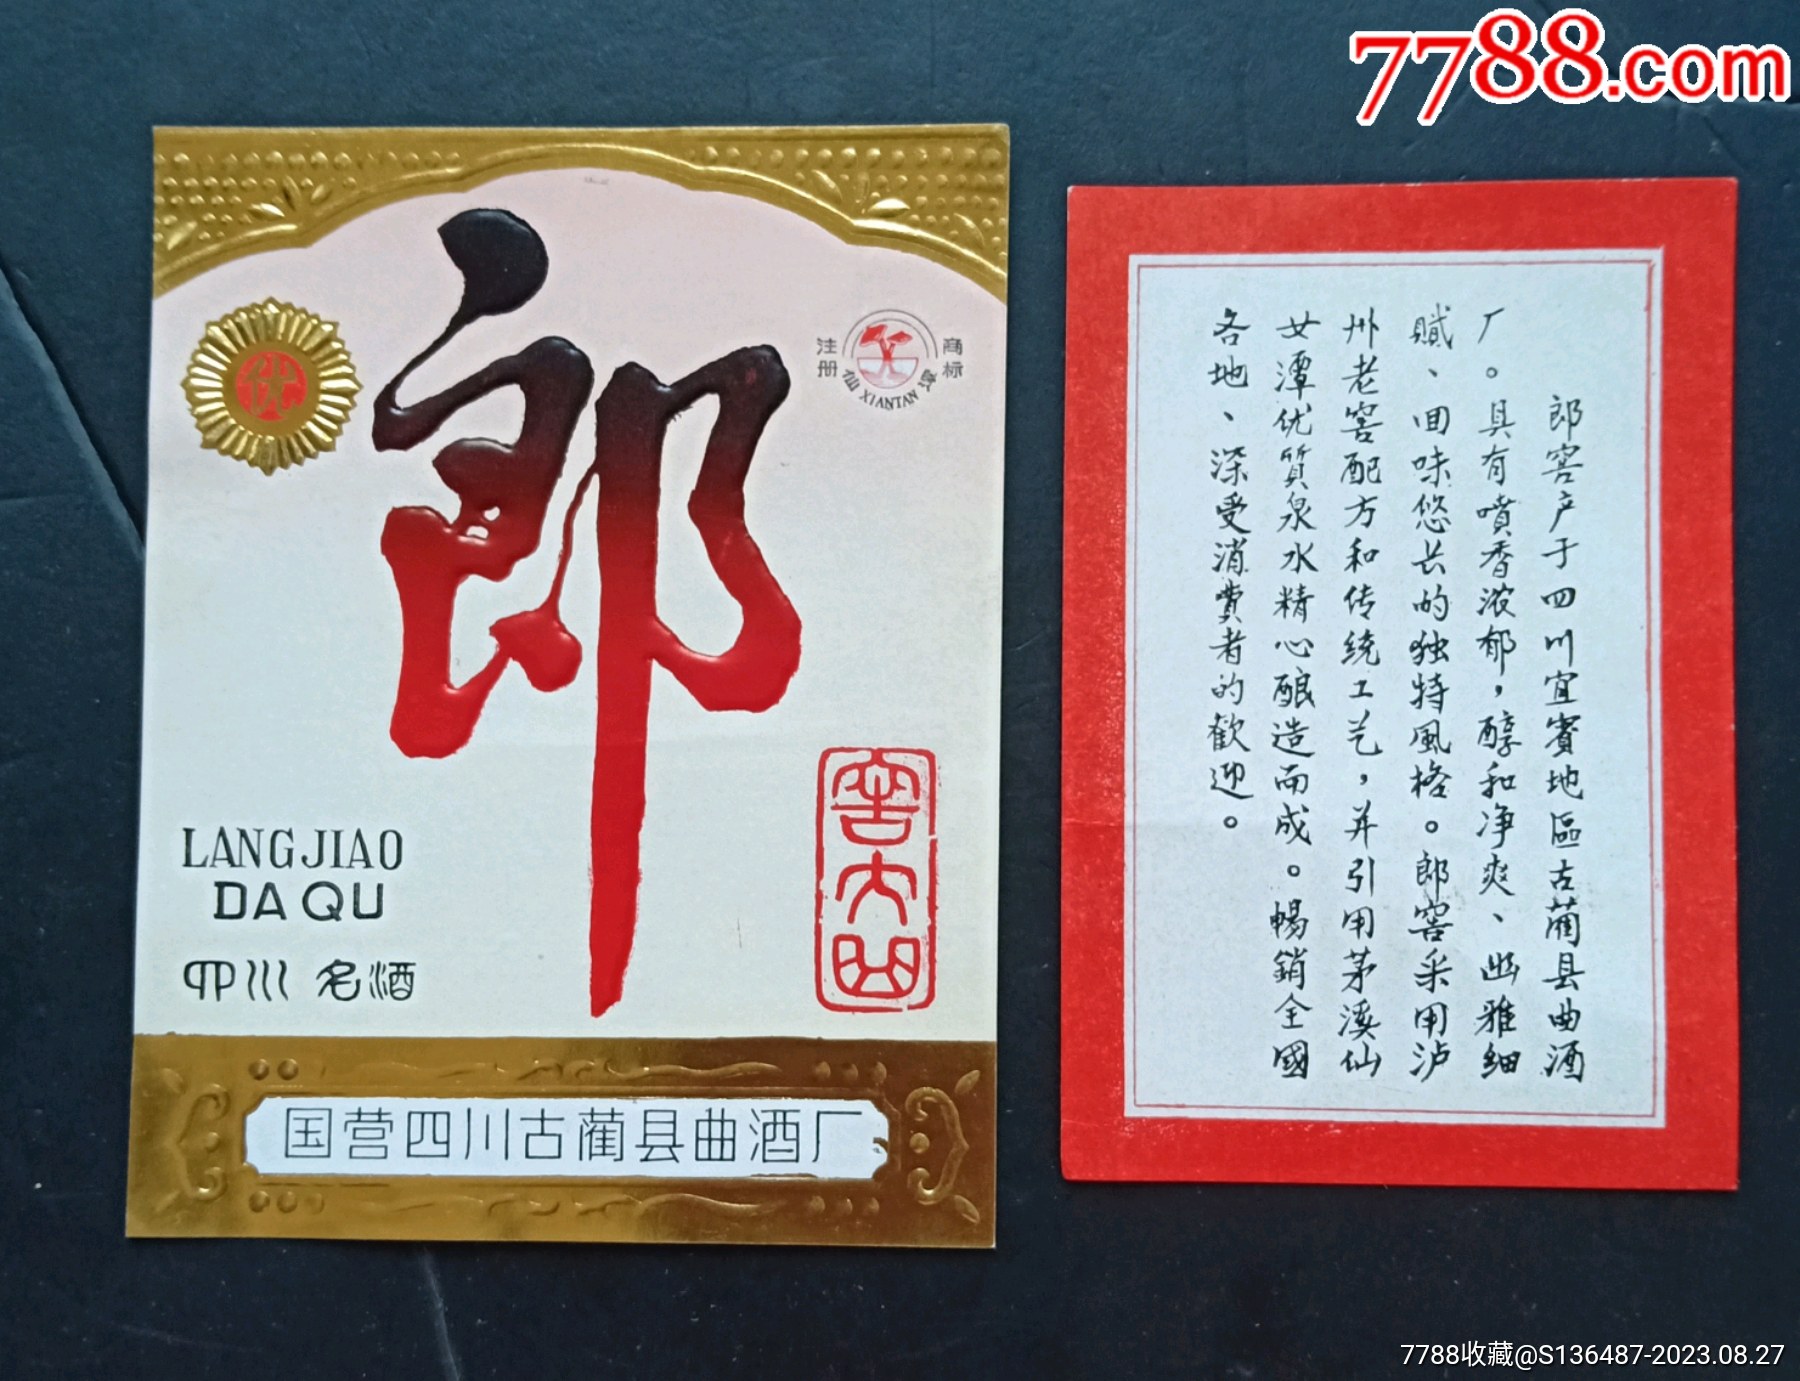 7788.com
郎
优
注册
商标
仙潭
XIANTAN
LANGJIAO
DA QU
四川名酒
窖大曲
国营四川古蔺县曲酒厂
郎窖产于四川宜賓地區古藺县曲酒
厂。具有噴香浓郁，醇和净爽、幽雅细
腻、回味悠长的独特風格。郎窖采用泸
州老窖配方和传统工艺，并引用茅溪仙
女潭优質泉水精心酿造而成。暢銷全國
各地、深受消費者的歡迎。
7788收藏@S136487-2023.08.27